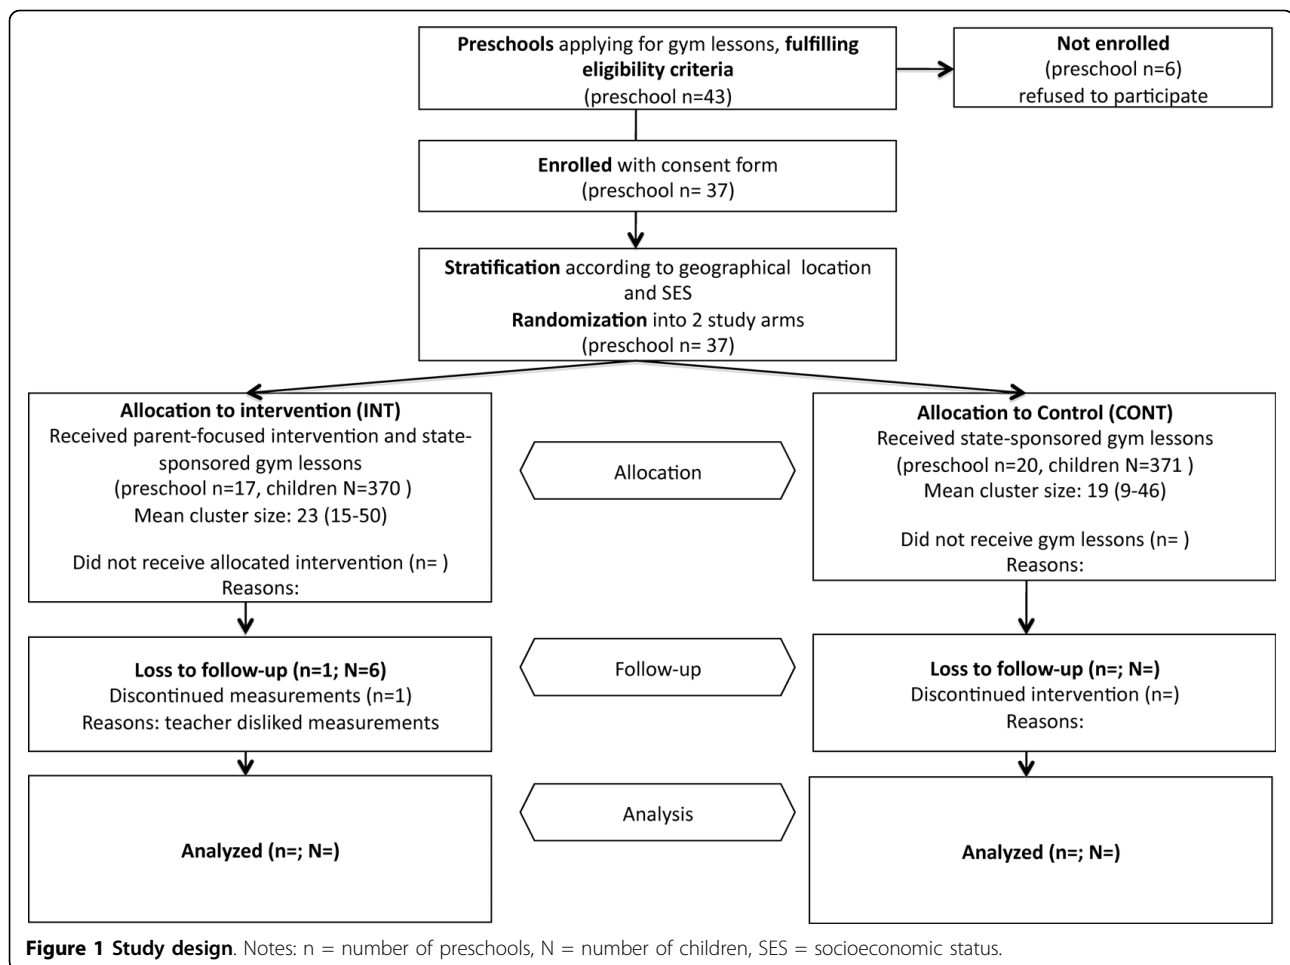 Preschools applying for gym lessons, fulfilling
eligibility criteria
(preschool n=43)
Not enrolled
(preschool n=6)
refused to participate
Enrolled with consent form
(preschool n= 37)
Stratification according to geographical location
and SES
Randomization into 2 study arms
(preschool n= 37)
Allocation to intervention (INT)
Received parent-focused intervention and state-
sponsored gym lessons
(preschool n=17, children N=370 )
Mean cluster size: 23 (15-50)
Did not receive allocated intervention (n= )
Reasons:
Allocation
Allocation to Control (CONT)
Received state-sponsored gym lessons
(preschool n=20, children N=371 )
Mean cluster size: 19 (9-46)
Did not receive gym lessons (n= )
Reasons:
Loss to follow-up (n=1; N=6)
Discontinued measurements (n=1)
Reasons: teacher disliked measurements
Follow-up
Loss to follow-up (n=; N=)
Discontinued intervention (n=)
Reasons:
Analyzed (n=; N=)
Analysis
Analyzed (n=; N=)
Figure 1 Study design. Notes: n = number of preschools, N = number of children, SES = socioeconomic status.